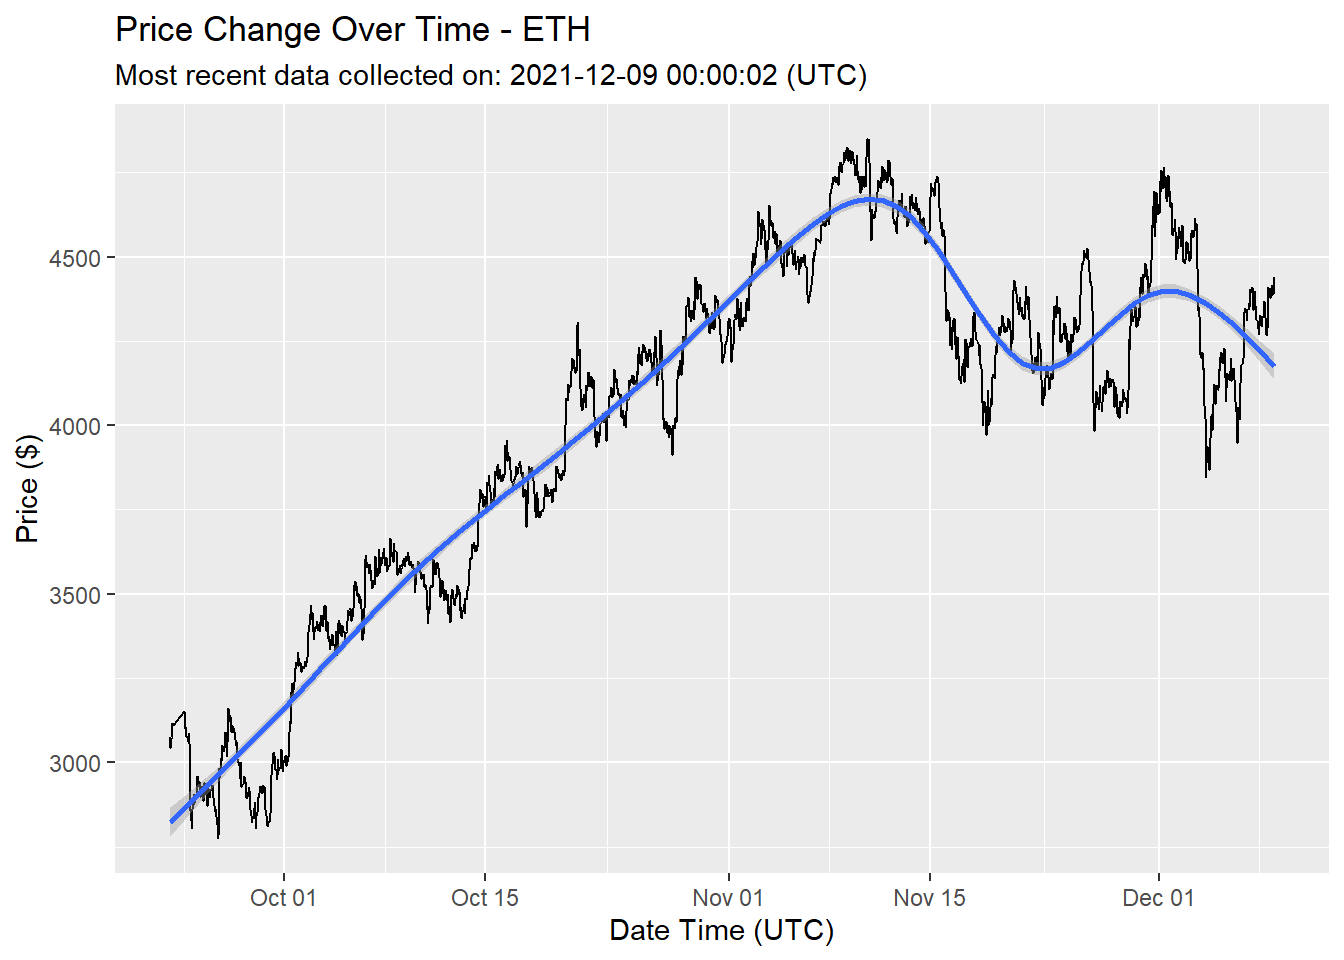 Price Change Over Time - ETH
Most recent data collected on: 2021-12-09 00:00:02 (UTC)
Price ($)
4500
4000
3500
3000
Oct 01
Oct 15
Nov 01
Nov 15
Dec 01
Date Time (UTC)